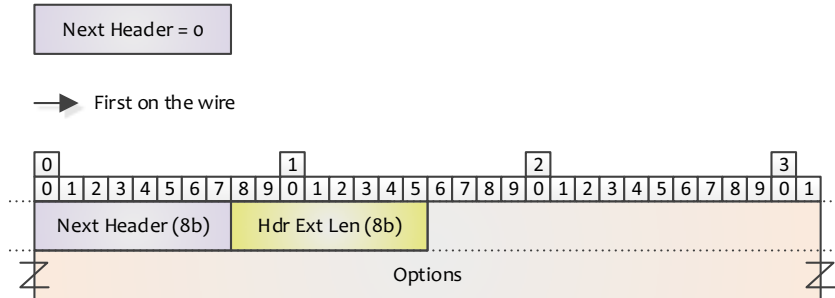 Next Header = 0
First on the wire
0 1 2 3
0 1 2 3 4 5 6 7 8 9 0 1 2 3 4 5 6 7 8 9 0 1 2 3 4 5 6 7 8 9 0 1
Next Header (8b) Hdr Ext Len (8b)
Options